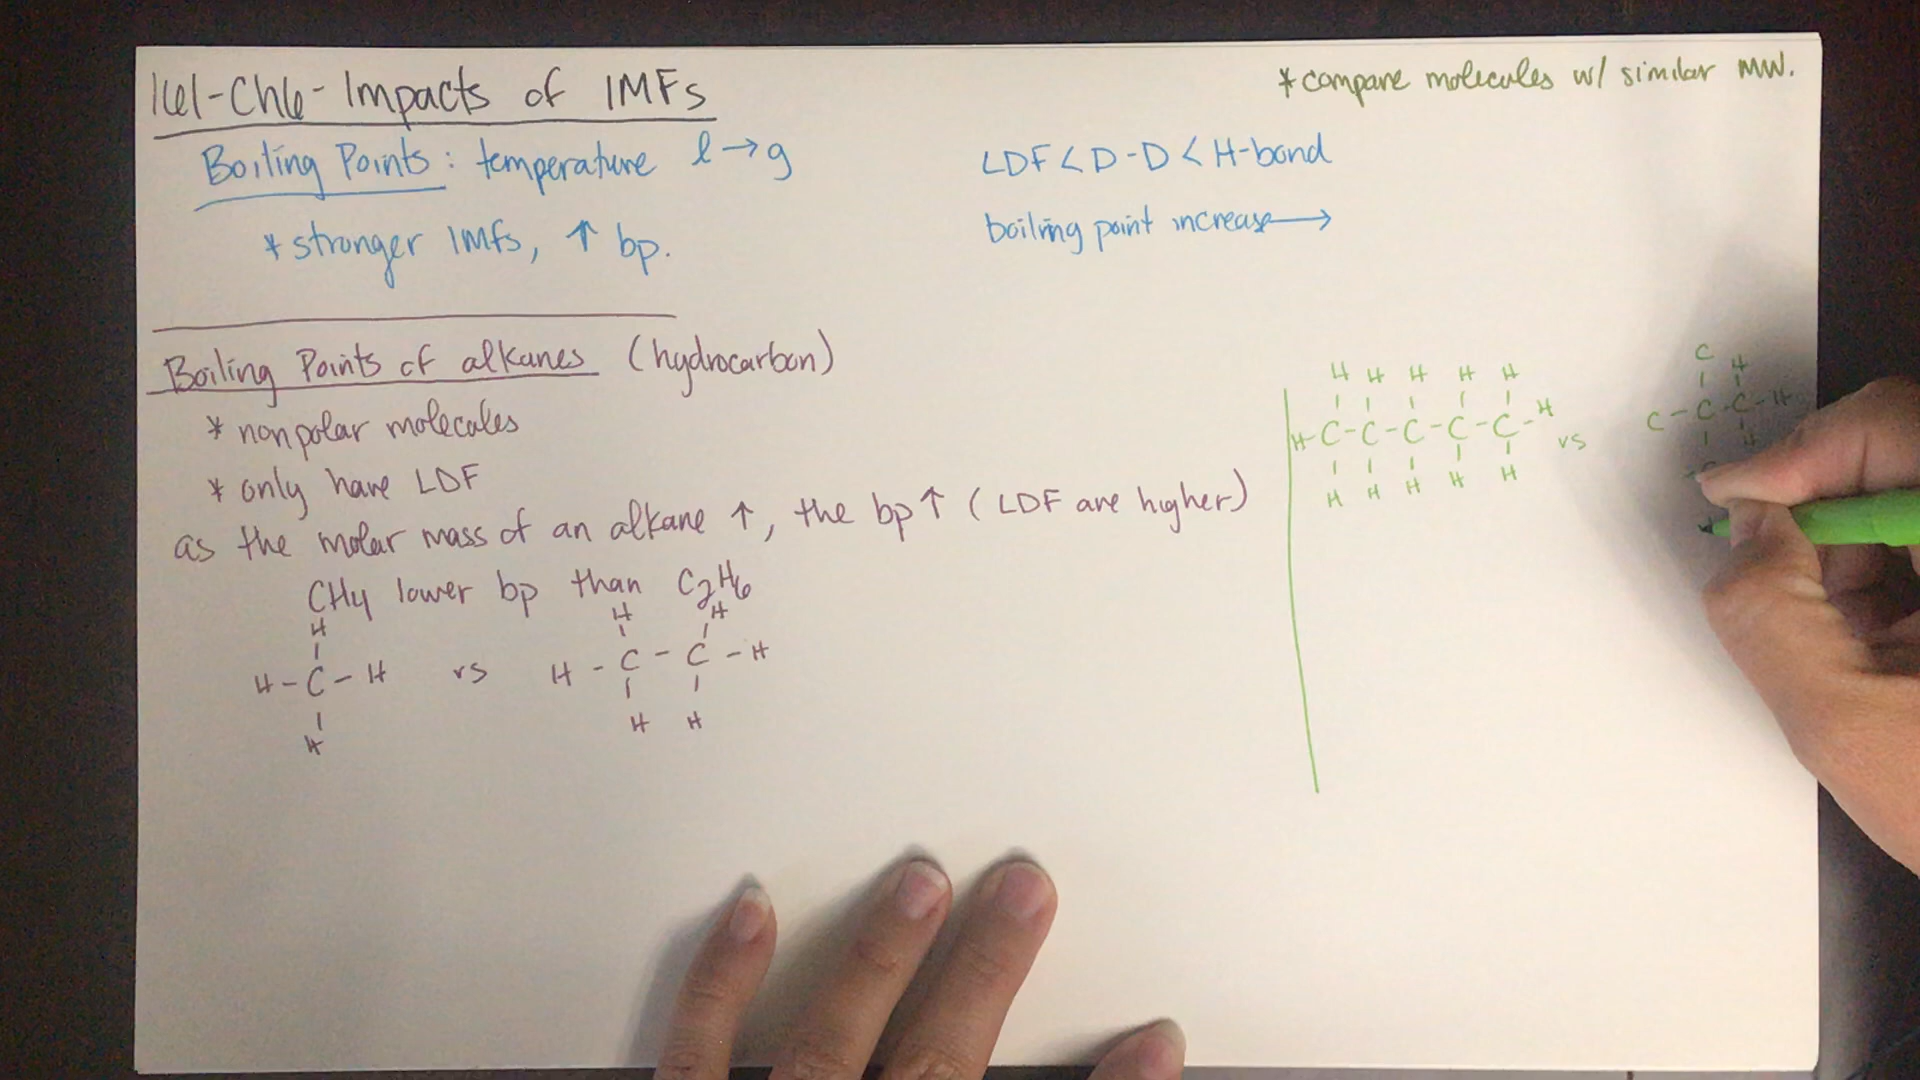 161-Ch6- Impacts of IMFs
* compare molecules w/ similar MW.
Boiling Points: temperature l → g
LDF < D-D < H-bond
* stronger IMFs, ↑ bp.
boiling point increase →
Boiling Points of alkanes (hydrocarbon)
* nonpolar molecules
* only have LDF
as the molar mass of an alkane ↑, the bp ↑ (LDF are higher)
CH4 lower bp than C2H6
H
H-C-H
H
vs
H H
H-C-C-H
H H
H H H H H
H-C-C-C-C-C-H
H H H H H
vs
C H
C-C-C-H
H